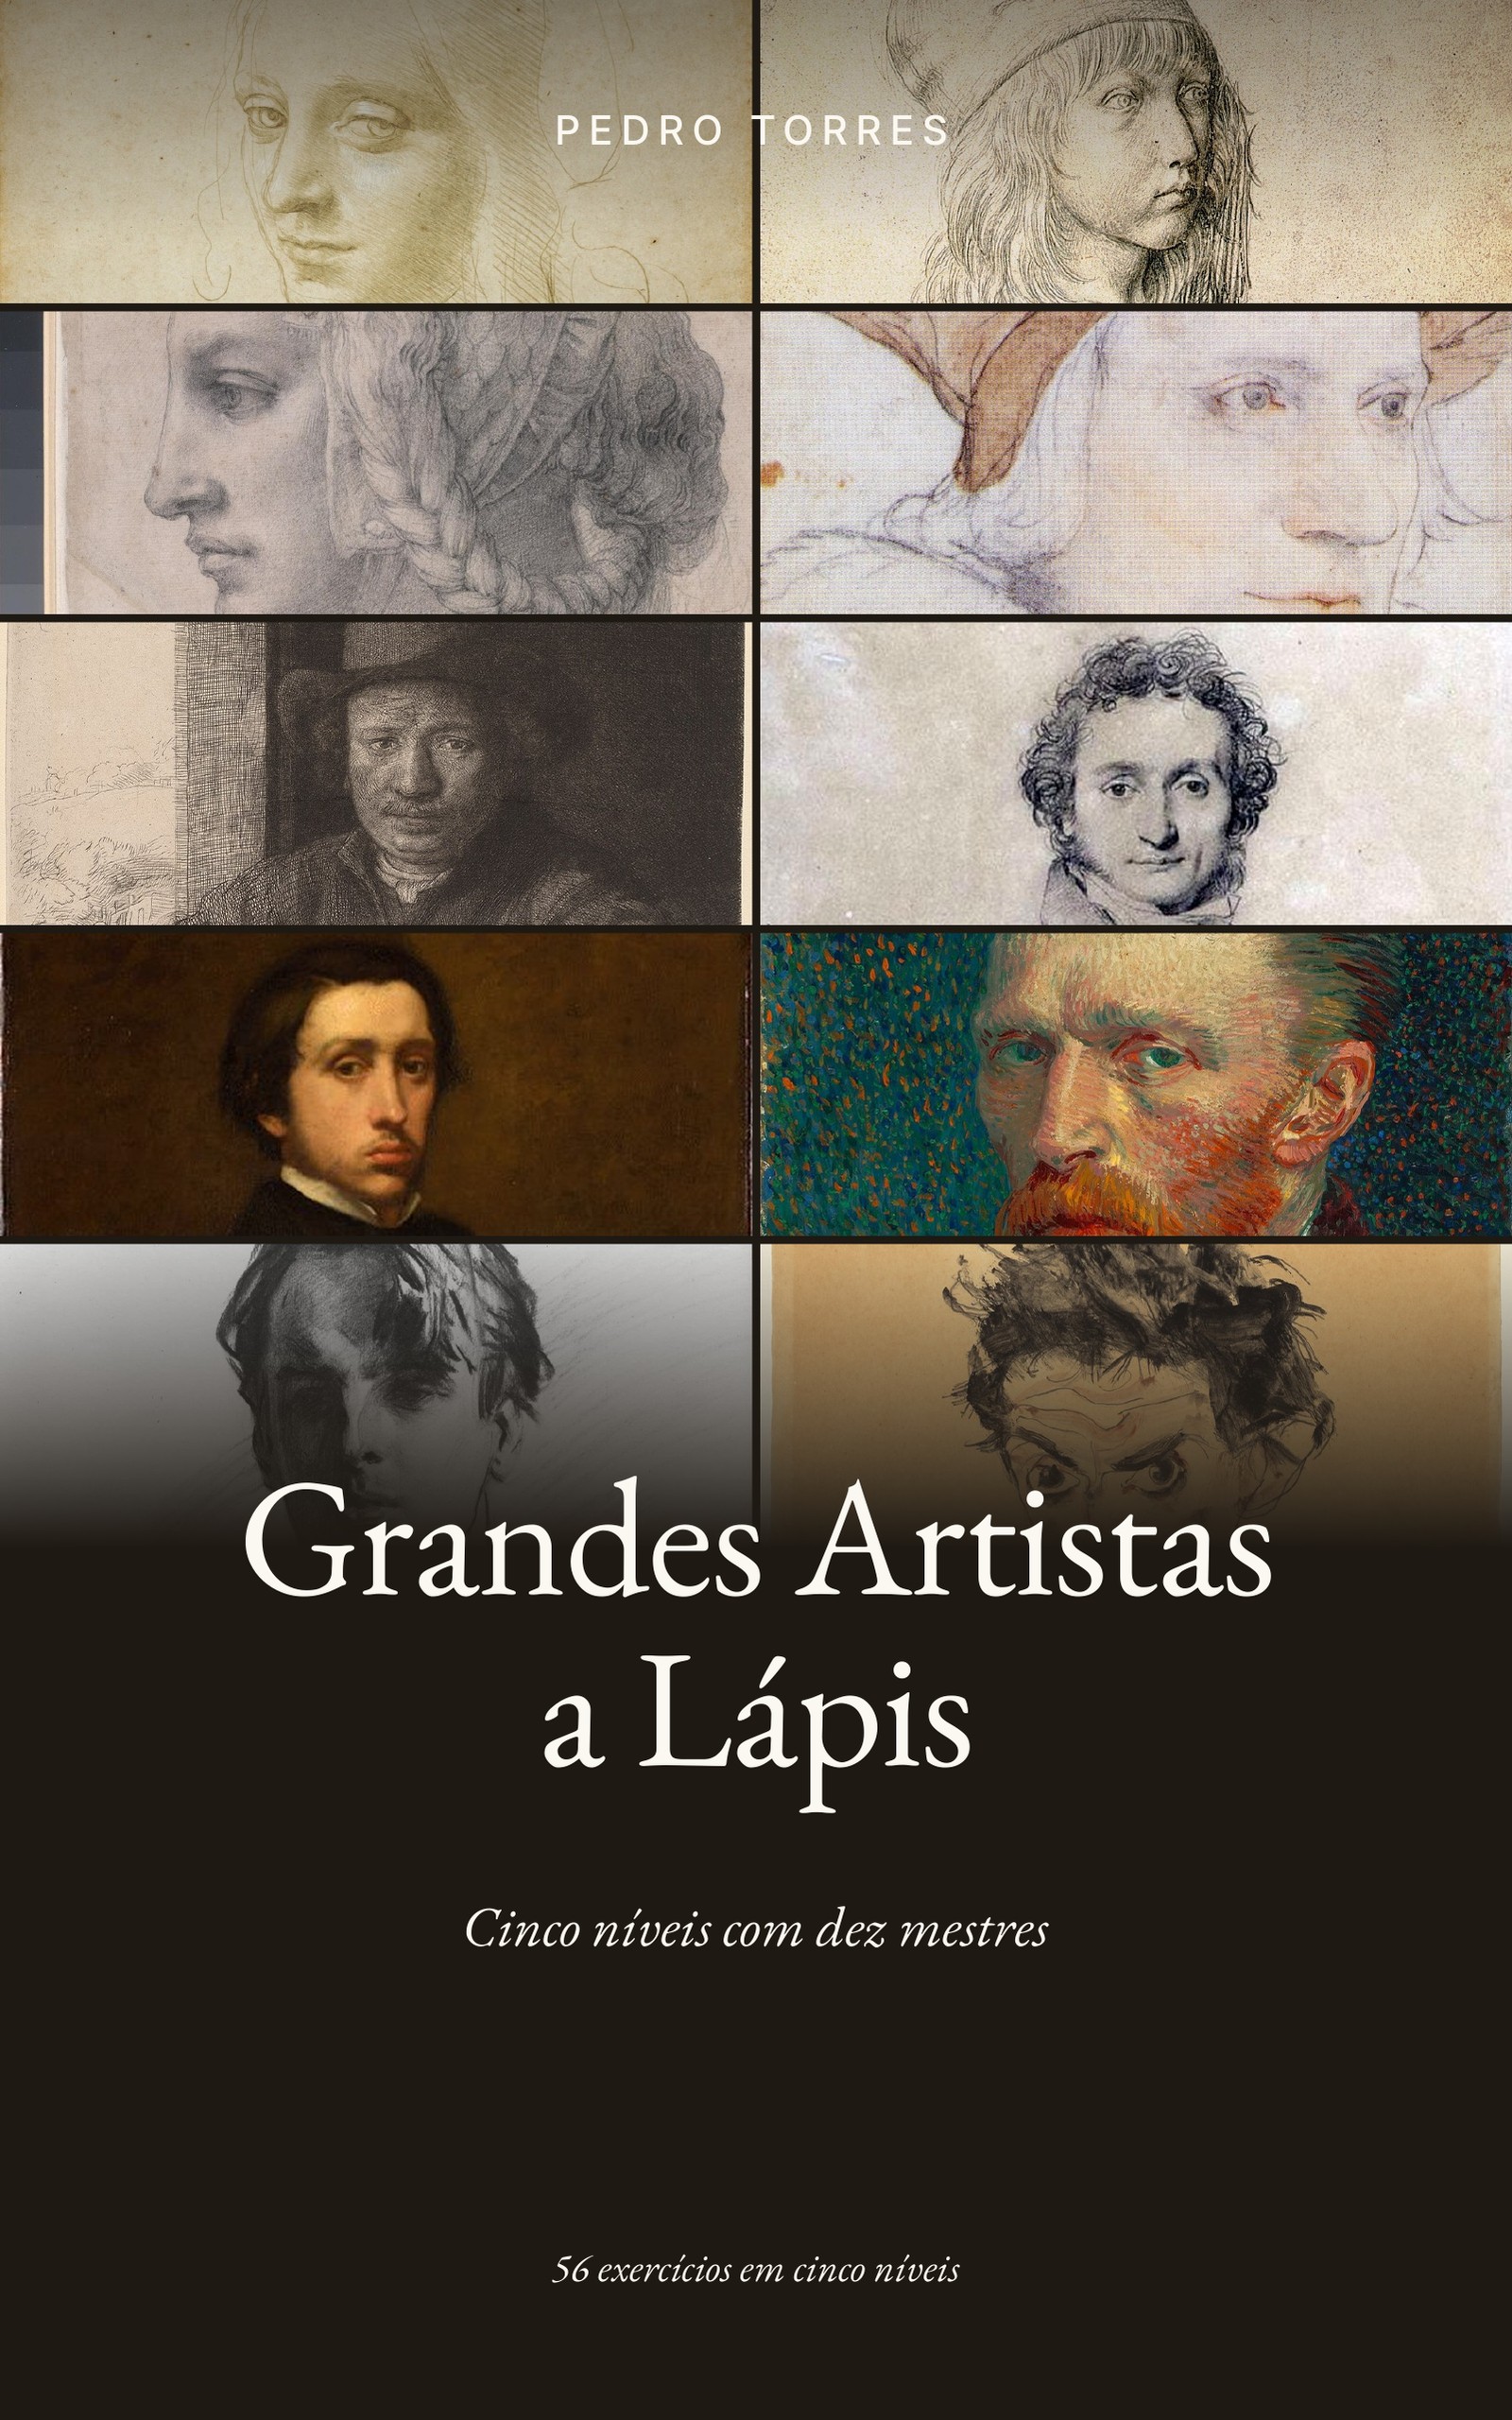 PEDRO TORRES
Grandes Artistas
a Lápis
Cinco níveis com dez mestres
56 exercícios em cinco níveis